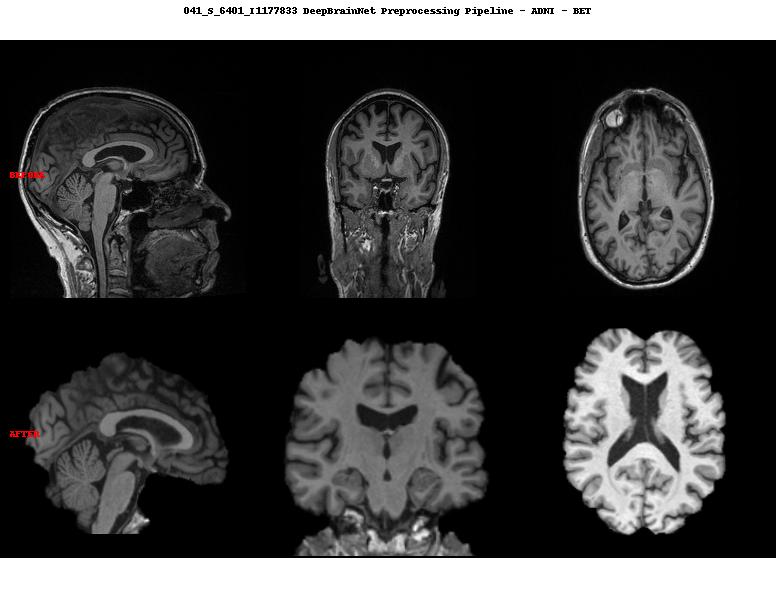 041_S_6401_I1177833 DeepBrainNet Preprocessing Pipeline - ADNI - BET
BEFORE
AFTER